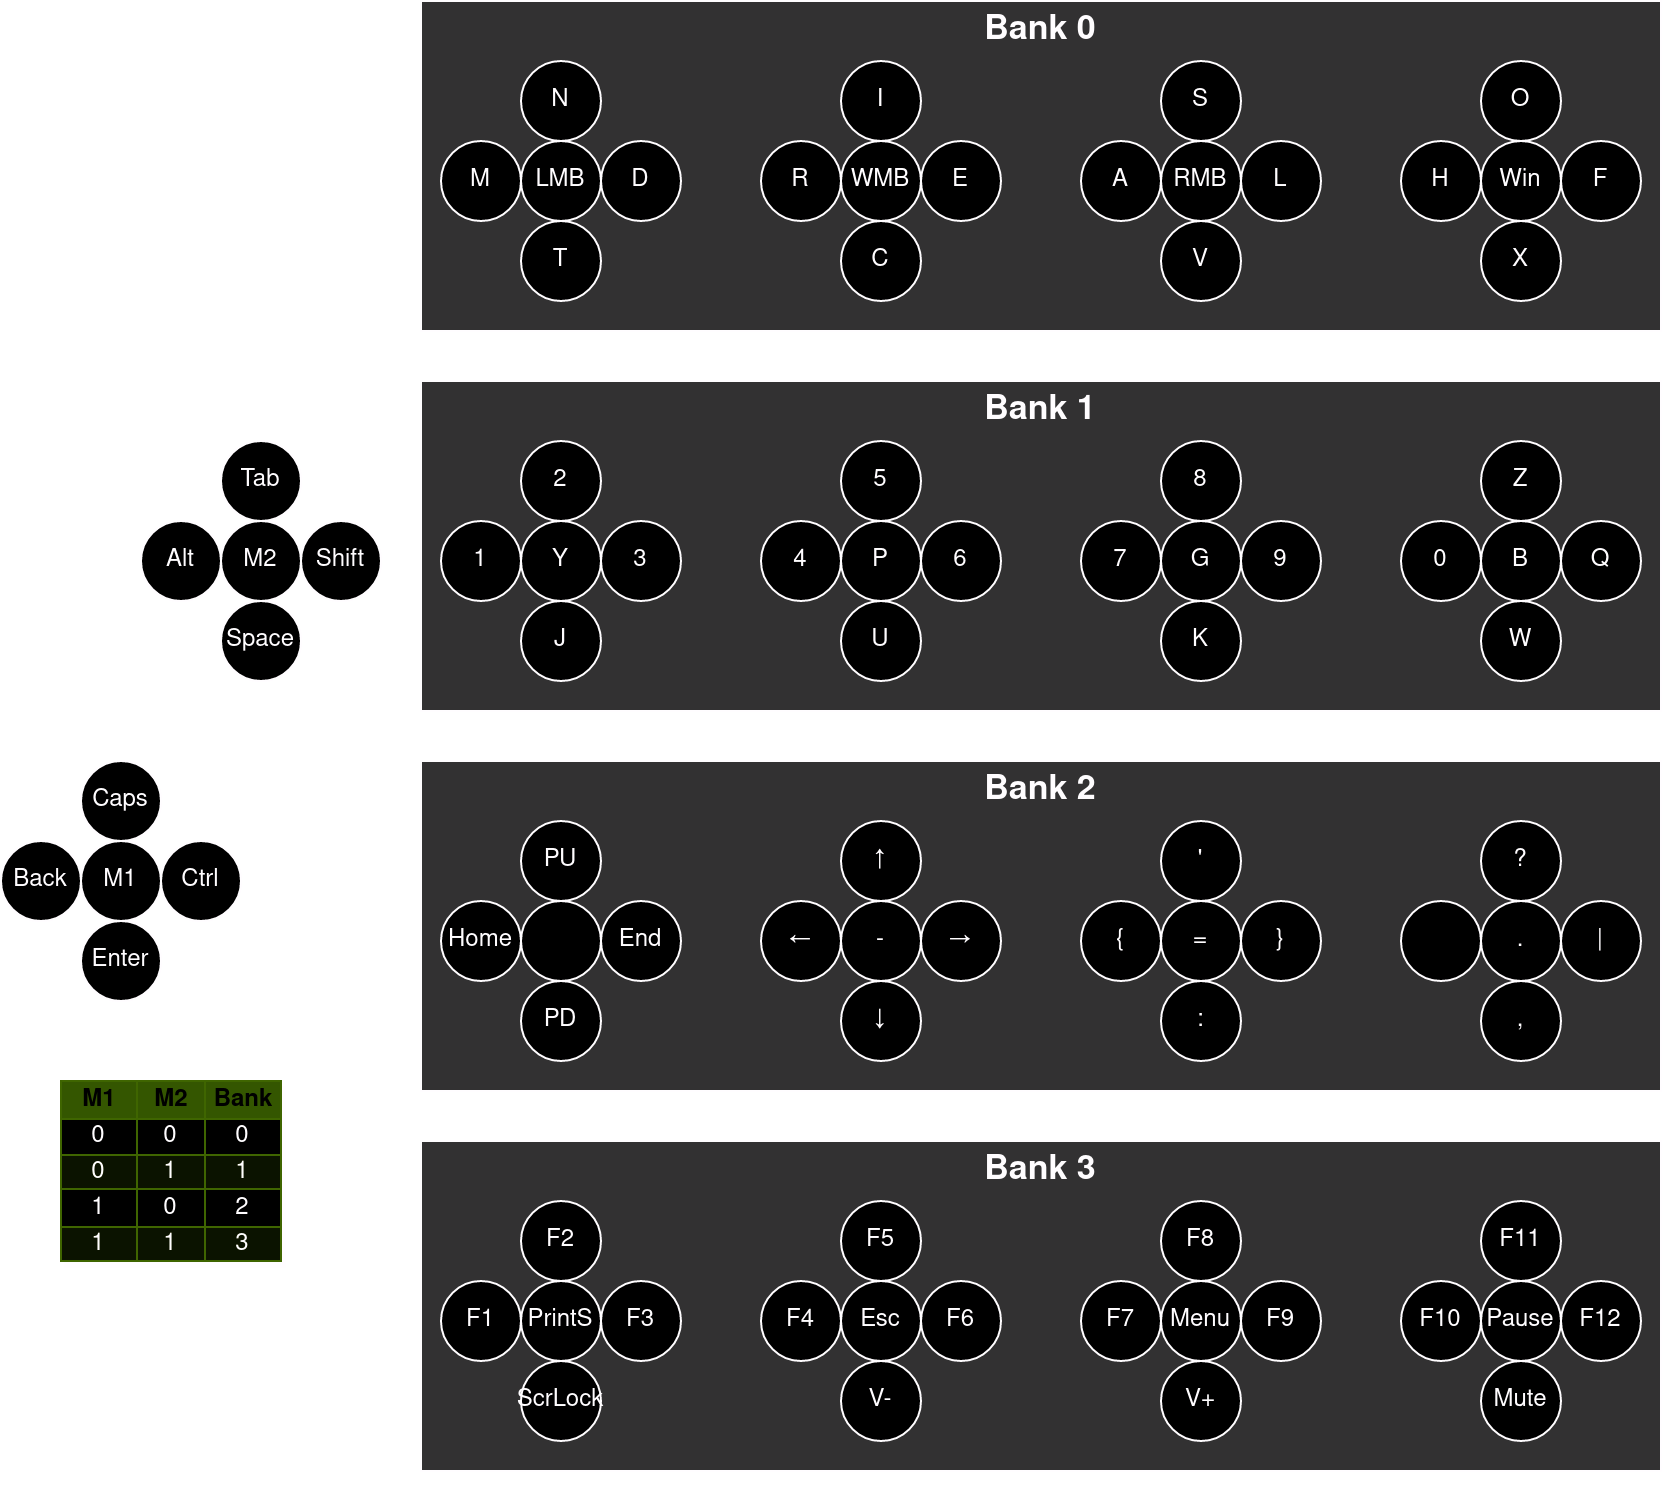 Bank 0
N I S O
M LMB D R WMB E A RMB L H Win F
T C V X
Bank 1
2 5 8 Z
1 Y 3 4 P 6 7 G 9 0 B Q
J U K W
Tab
Alt M2 Shift
Space
Bank 2
PU ↑ ' ?
Home End ← - → { = } . |
PD ↓ : ,
Caps
Back M1 Ctrl
Enter
M1 M2 Bank
0 0 0
0 1 1
1 0 2
1 1 3
Bank 3
F2 F5 F8 F11
F1 PrintS F3 F4 Esc F6 F7 Menu F9 F10 Pause F12
ScrLock V- V+ Mute